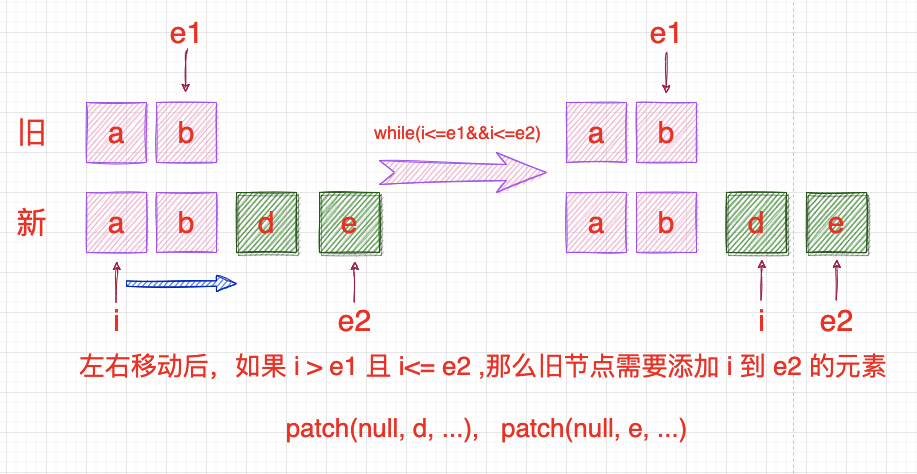 e1 e1
旧 a b while(i<=e1&&i<=e2) a b
新 a b d e a b d e
i e2 i e2
左右移动后，如果 i > e1 且 i<= e2 ,那么旧节点需要添加 i 到 e2 的元素
patch(null, d, ...), patch(null, e, ...)